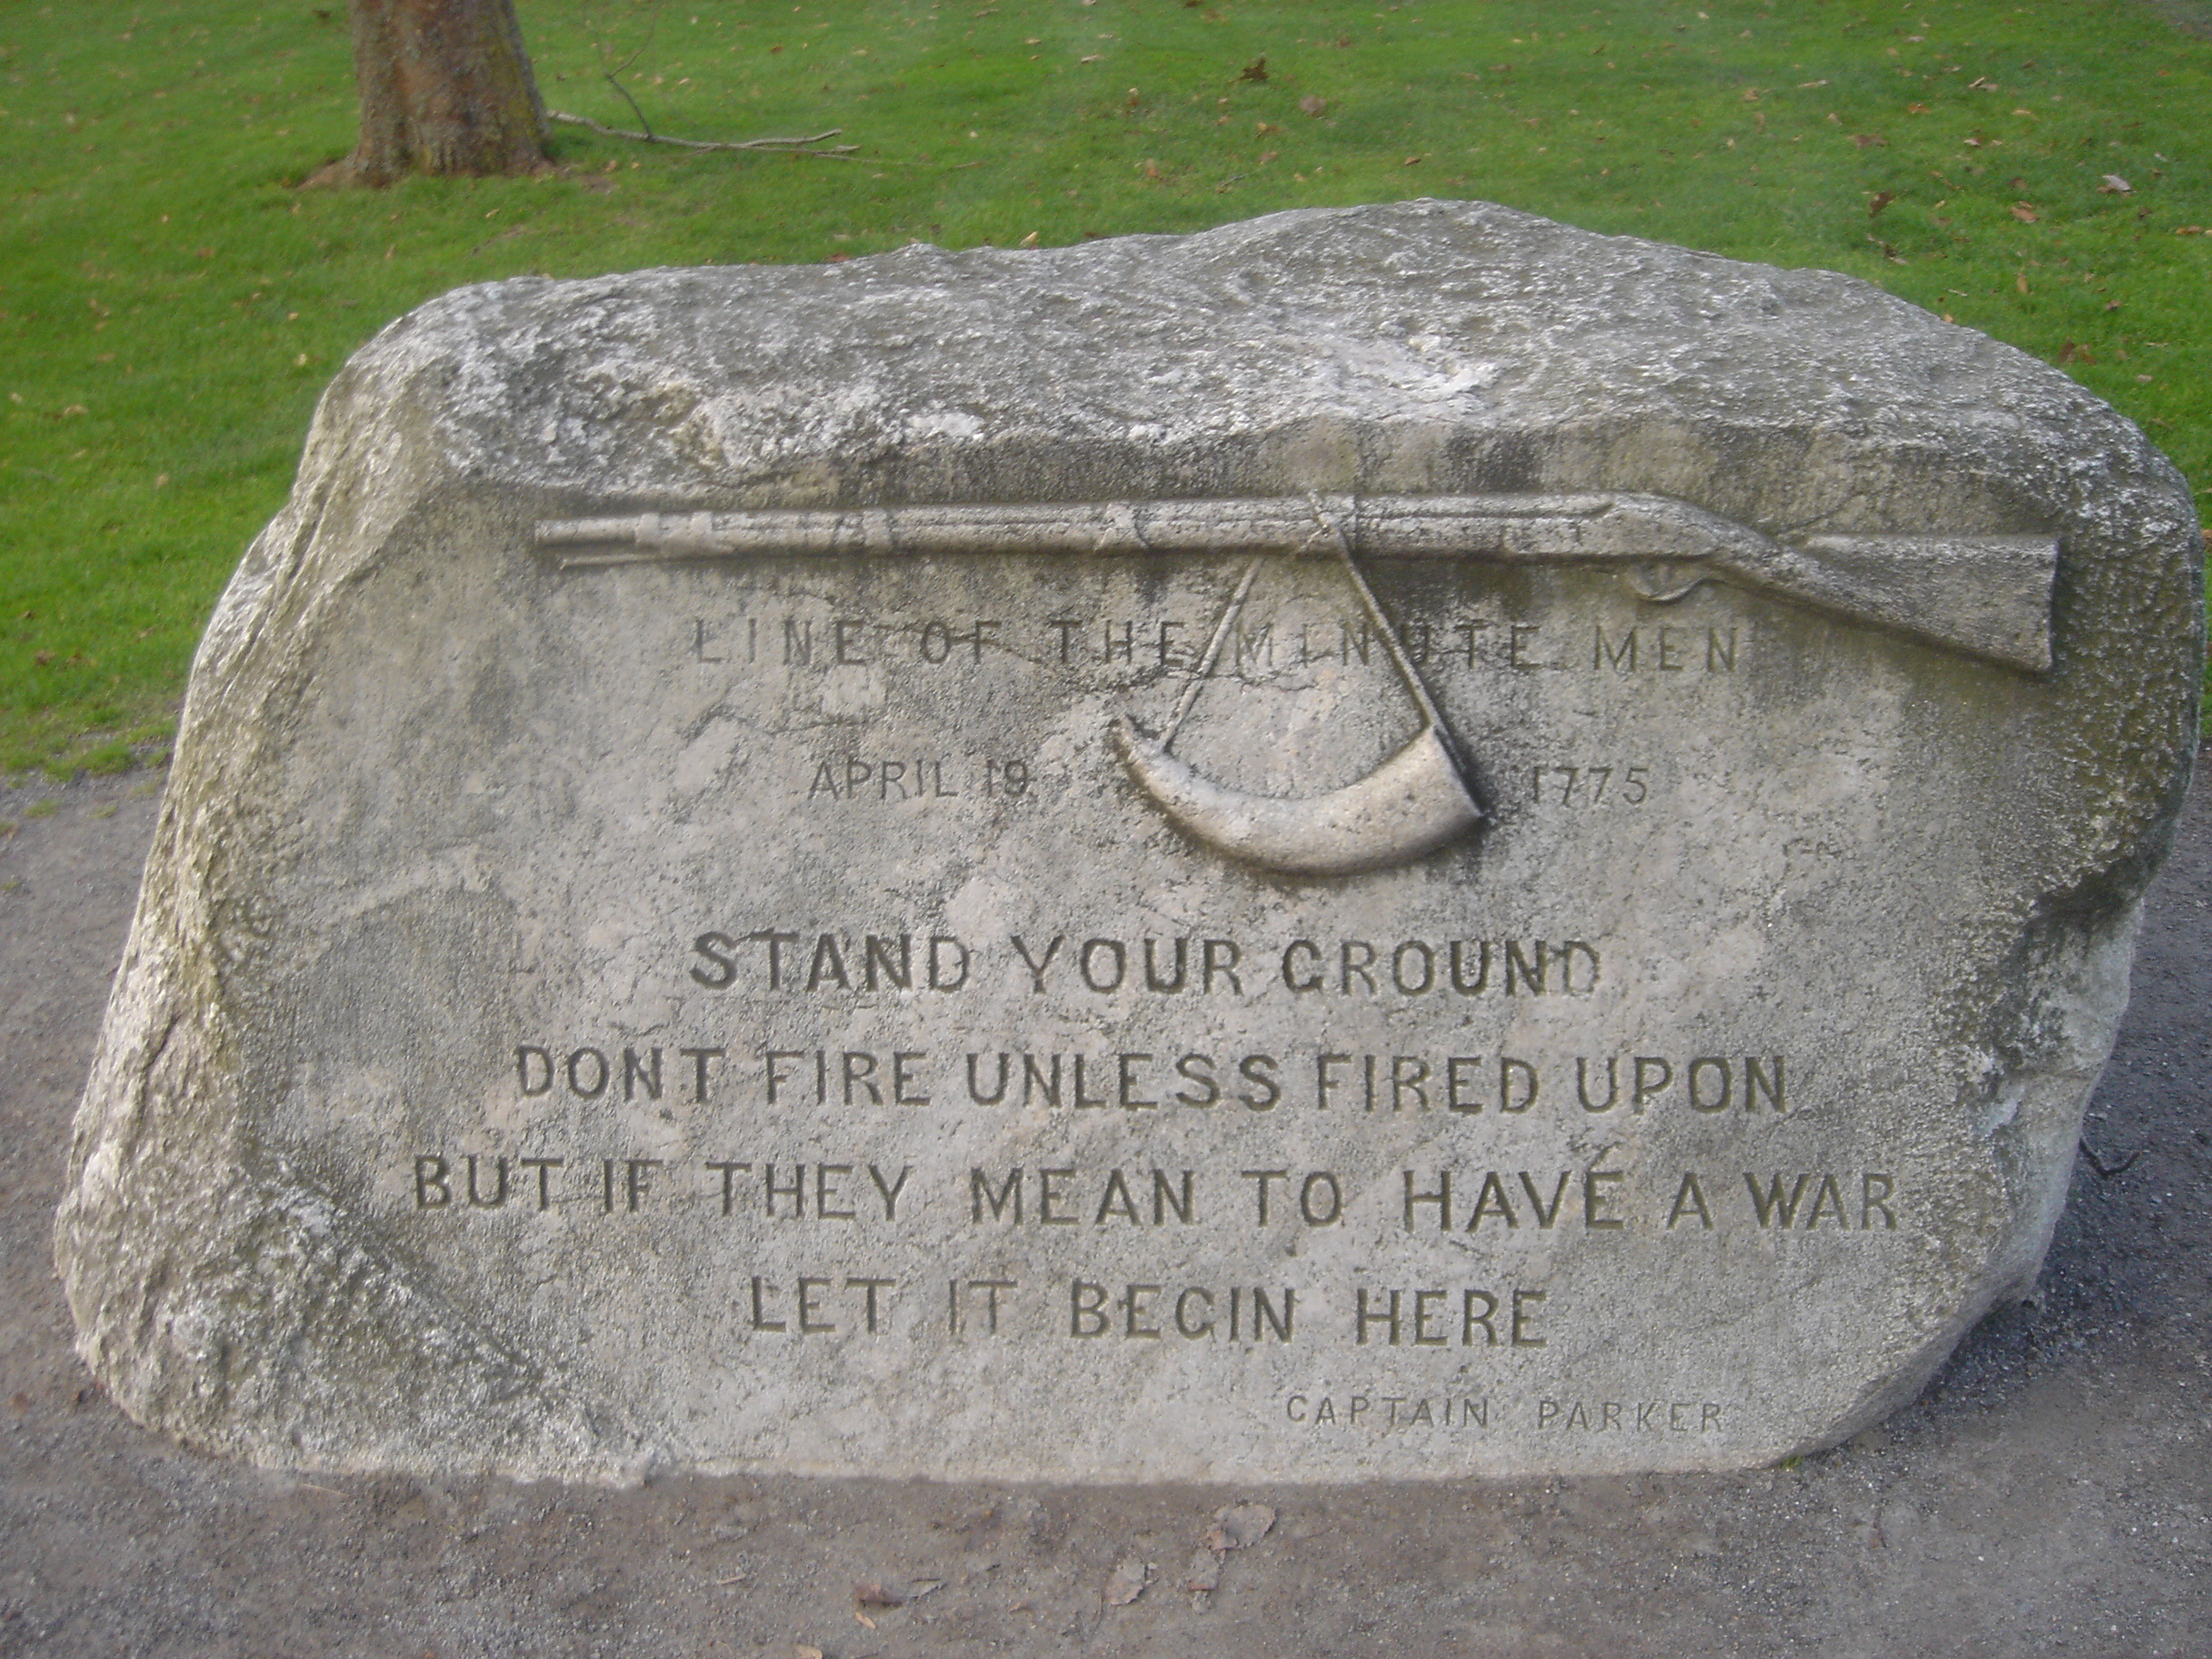 LINE OF THE MINUTE MEN
APRIL 19 1775
STAND YOUR GROUND
DONT FIRE UNLESS FIRED UPON
BUT IF THEY MEAN TO HAVE A WAR
LET IT BEGIN HERE
CAPTAIN PARKER